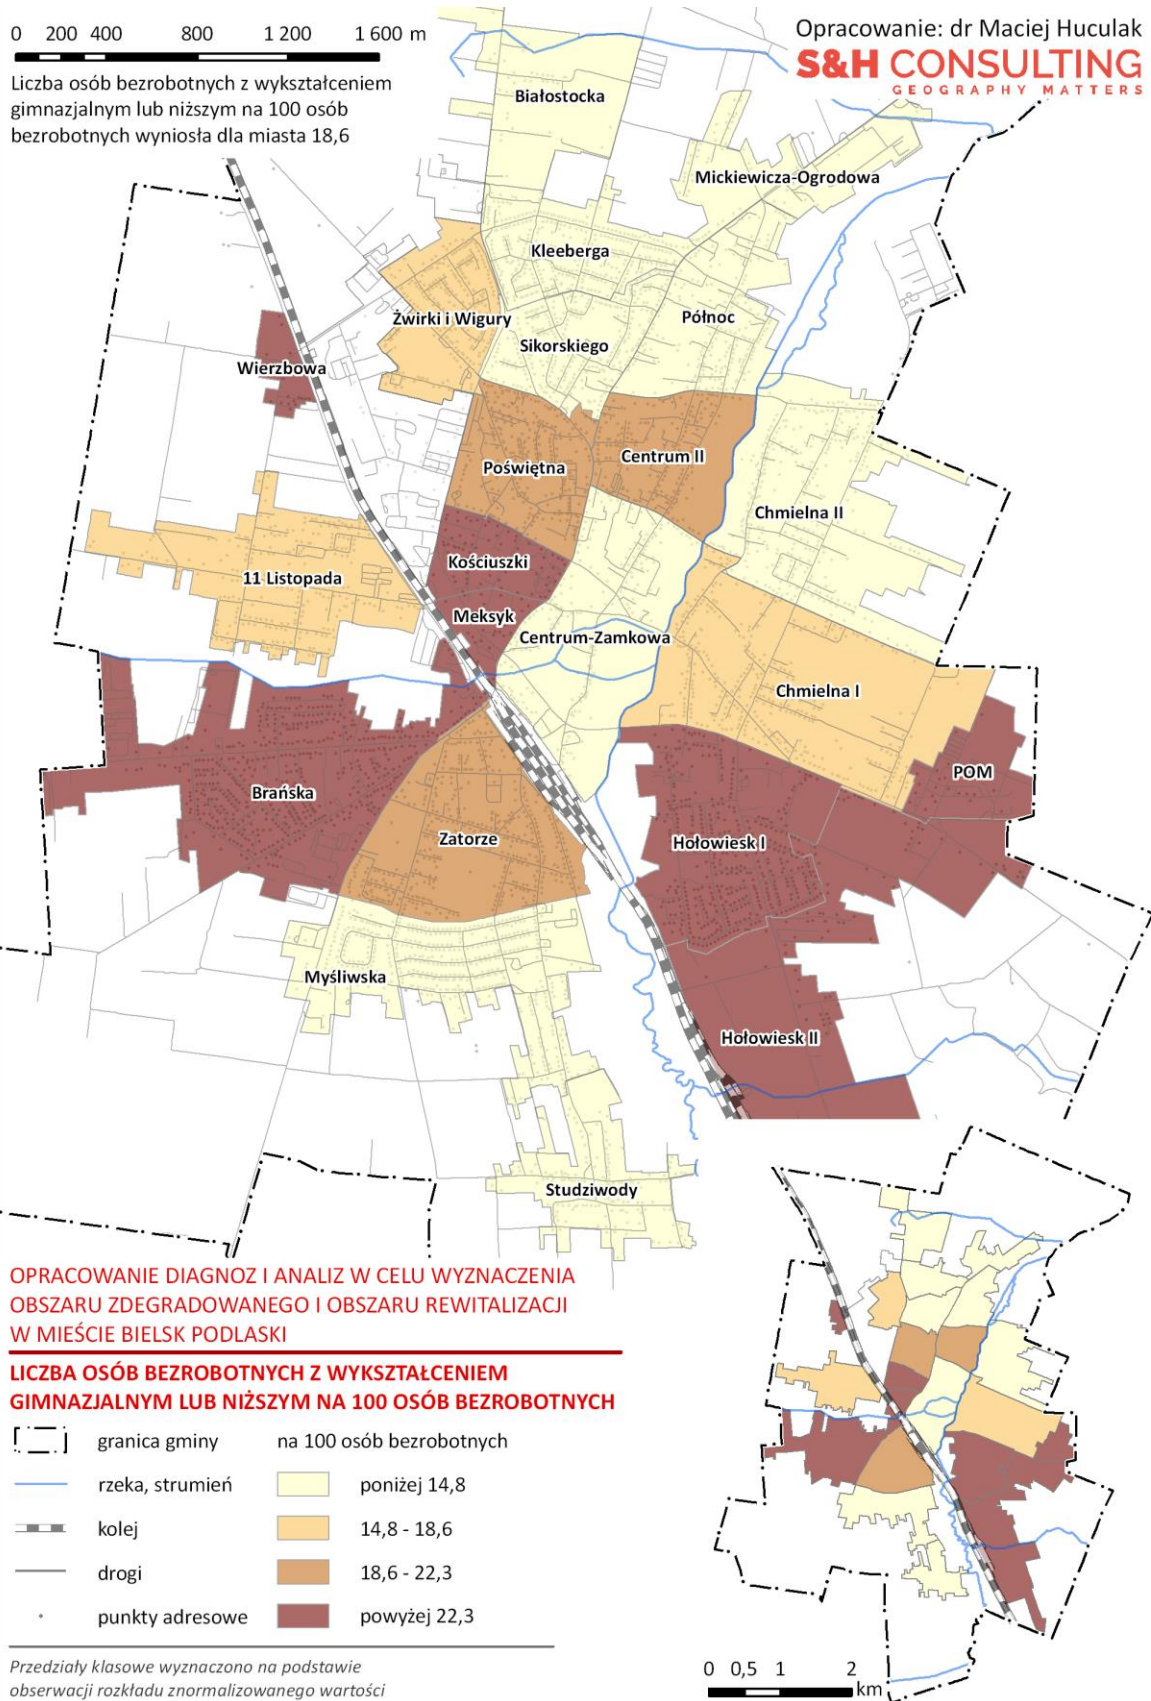 0 200 400 800 1 200 1 600 m
Liczba osób bezrobotnych z wykształceniem
gimnazjalnym lub niższym na 100 osób
bezrobotnych wyniosła dla miasta 18,6
Opracowanie: dr Maciej Huculak
S&H CONSULTING
GEOGRAPHY MATTERS
Białostocka
Mickiewicza-Ogrodowa
Kleeberga
Żwirki i Wigury
Północ
Sikorskiego
Wierzbowa
Poświętna
Centrum II
Chmielna II
Kościuszki
11 Listopada
Meksyk
Centrum-Zamkowa
Chmielna I
POM
Brańska
Zatorze
Hołowiesk I
Myśliwska
Hołowiesk II
Studziwody
OPRACOWANIE DIAGNOZ I ANALIZ W CELU WYZNACZENIA
OBSZARU ZDEGRADOWANEGO I OBSZARU REWITALIZACJI
W MIEŚCIE BIELSK PODLASKI
LICZBA OSÓB BEZROBOTNYCH Z WYKSZTAŁCENIEM
GIMNAZJALNYM LUB NIŻSZYM NA 100 OSÓB BEZROBOTNYCH
granica gminy na 100 osób bezrobotnych
rzeka, strumień poniżej 14,8
kolej 14,8 - 18,6
drogi 18,6 - 22,3
punkty adresowe powyżej 22,3
Przedziały klasowe wyznaczono na podstawie
obserwacji rozkładu znormalizowanego wartości
0 0,5 1 2
km